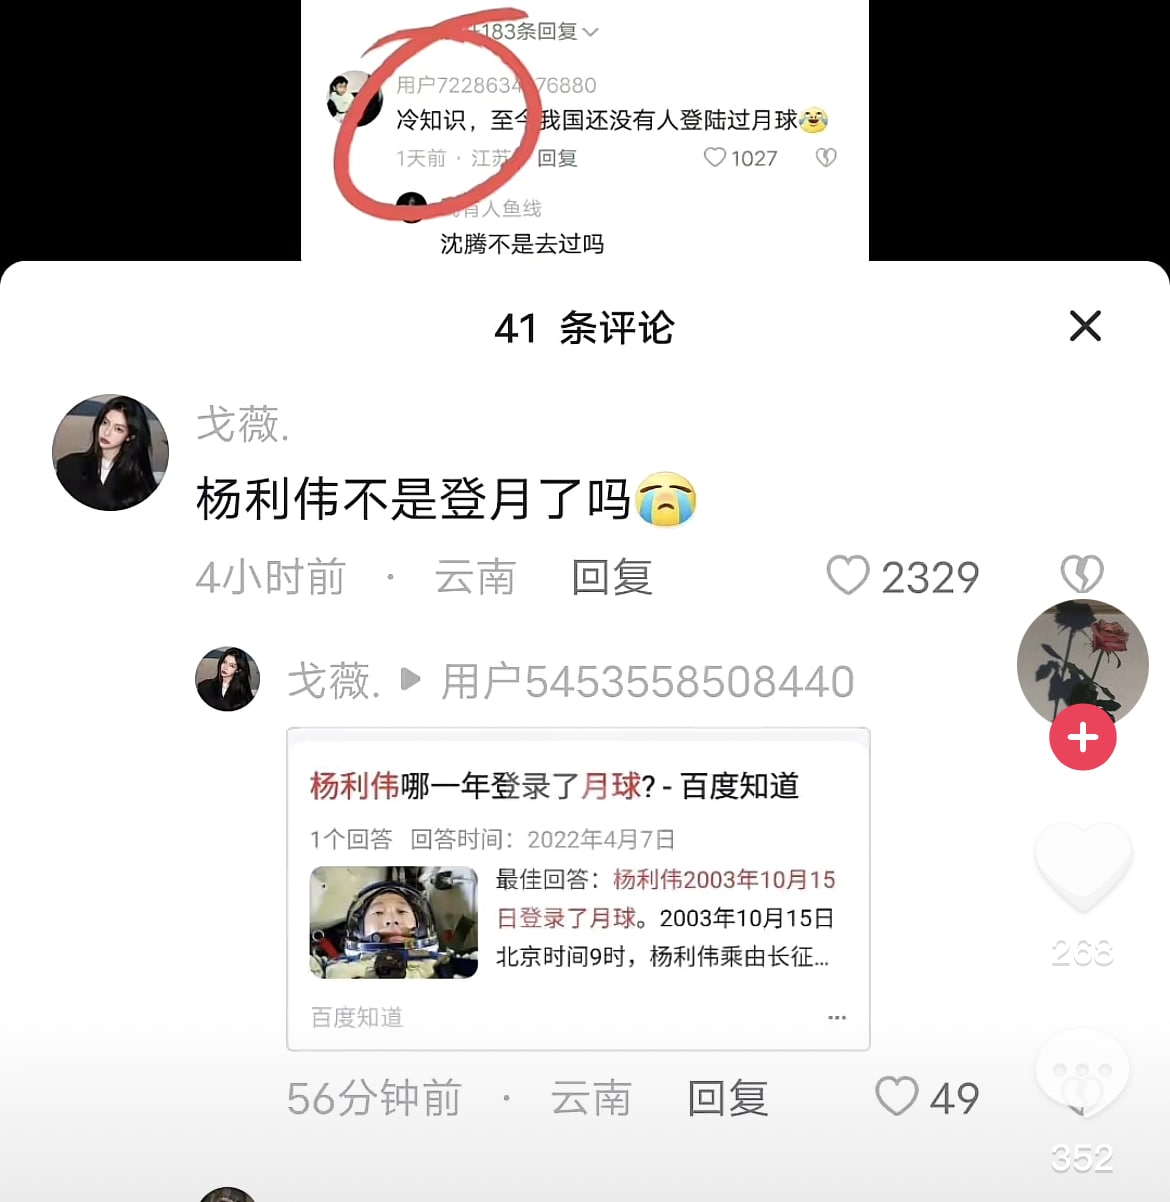 183条回复
用户7228634 76880
冷知识，至今我国还没有人登陆过月球😂
1天前 · 江苏 回复 1027
有人鱼线
沈腾不是去过吗
41 条评论
戈薇.
杨利伟不是登月了吗😭
4小时前 · 云南 回复 2329
戈薇. ▶ 用户5453558508440
杨利伟哪一年登录了月球? - 百度知道
1个回答 回答时间：2022年4月7日
最佳回答：杨利伟2003年10月15
日登录了月球。2003年10月15日
北京时间9时，杨利伟乘由长征...
百度知道
56分钟前 · 云南 回复 49
268
352